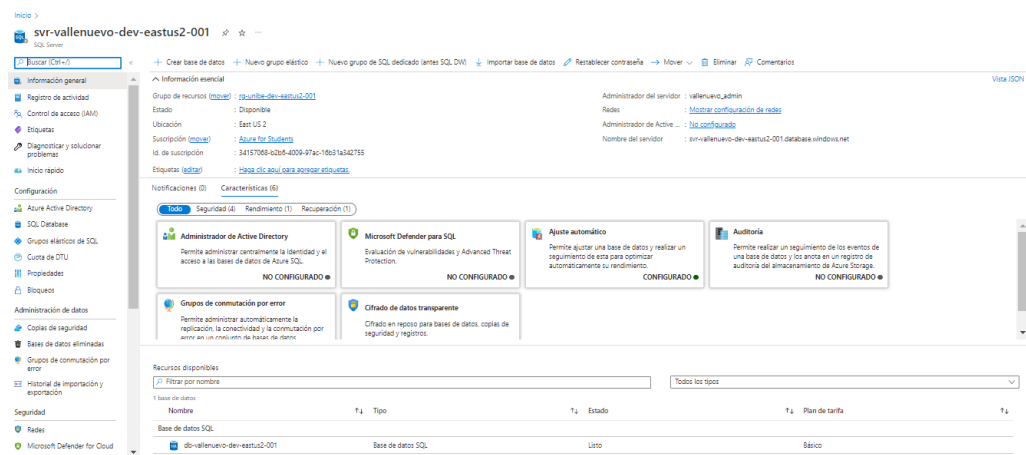 Inicio >
svr-vallenuevo-dev-eastus2-001
SQL Server
Buscar (Ctrl+/)
Crear base de datos
Nuevo grupo elástico
Nuevo grupo de SQL dedicado (antes SQL DW)
Importar base de datos
Restablecer contraseña
Mover
Eliminar
Comentarios
Información general
Registro de actividad
Control de acceso (IAM)
Etiquetas
Diagnosticar y solucionar
problemas
Inicio rápido
Configuración
Azure Active Directory
SQL Database
Grupos elásticos de SQL
Cuota de DTU
Propiedades
Bloqueos
Administración de datos
Copias de seguridad
Bases de datos eliminadas
Grupos de conmutación por
error
Historial de importación y
exportación
Seguridad
Redes
Microsoft Defender for Cloud
Información esencial
Vista JSON
Grupo de recursos (mover) : rg-unibe-dev-eastus2-001
Estado : Disponible
Ubicación : East US 2
Suscripción (mover) : Azure for Students
Id. de suscripción : 34157068-b2b6-4009-97ac-16b31a342755
Etiquetas (editar) : Haga clic aquí para agregar etiquetas.
Administrador del servidor : vallenuevo_admin
Redes : Mostrar configuración de redes
Administrador de Active ... : No configurado
Nombre del servidor : svr-vallenuevo-dev-eastus2-001.database.windows.net
Notificaciones (0) Características (6)
Todo Seguridad (4) Rendimiento (1) Recuperación (1)
Administrador de Active Directory
Permite administrar centralmente la identidad y el
acceso a las bases de datos de Azure SQL.
NO CONFIGURADO
Microsoft Defender para SQL
Evaluación de vulnerabilidades y Advanced Threat
Protection.
NO CONFIGURADO
Ajuste automático
Permite ajustar una base de datos y realizar un
seguimiento de esta para optimizar
automáticamente su rendimiento.
CONFIGURADO
Auditoría
Permite realizar un seguimiento de los eventos de
una base de datos y los anota en un registro de
auditoría del almacenamiento de Azure Storage.
NO CONFIGURADO
Grupos de conmutación por error
Permite administrar automáticamente la
replicación, la conectividad y la conmutación por
error en un conjunto de bases de datos
Cifrado de datos transparente
Cifrado en reposo para bases de datos, copias de
seguridad y registros.
Recursos disponibles
Filtrar por nombre
Todos los tipos
1 base de datos
Nombre Tipo Estado Plan de tarifa
Base de datos SQL
db-vallenuevo-dev-eastus2-001 Base de datos SQL Listo Básico